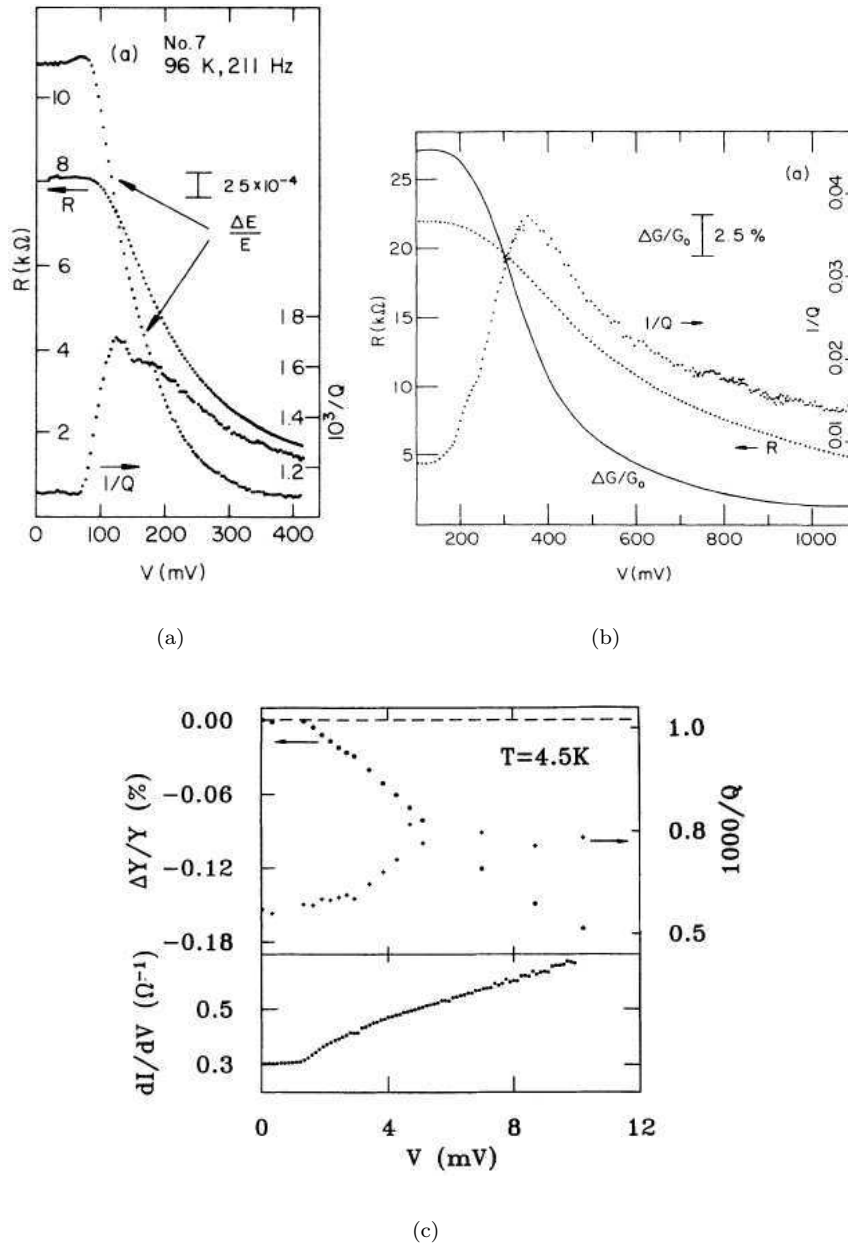 (a)
No.7
96 K, 211 Hz
10
8
6
4
2
R
R(kΩ)
2.5×10⁻⁴
ΔE/E
1.8
1.6
1.4
1.2
10³/Q
1/Q
0 100 200 300 400
V(mV)
(a)
(a)
25
20
15
10
5
R(kΩ)
ΔG/G₀
2.5 %
1/Q
R
ΔG/G₀
0.04
0.03
0.02
0.01
1/Q
200 400 600 800 1000
V(mV)
(b)
0.00
−0.06
−0.12
−0.18
ΔY/Y (%)
T=4.5K
1.0
0.8
0.5
1000/Q
0.5
0.3
dI/dV (Ω⁻¹)
0 4 8 12
V (mV)
(c)